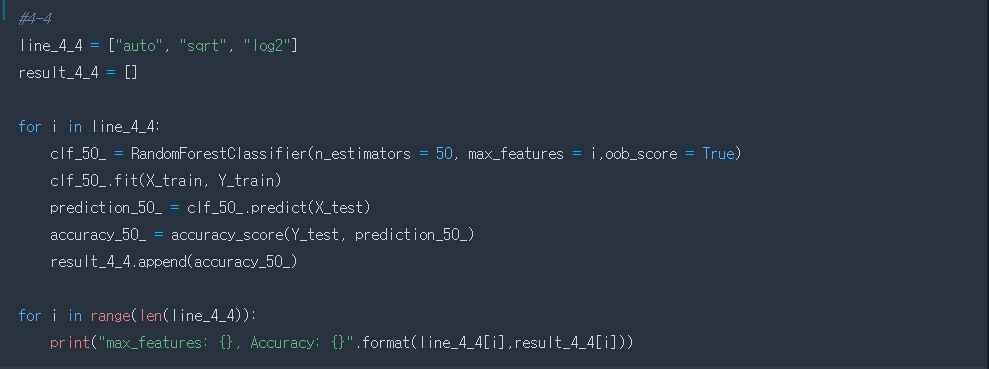 #4-4
line_4_4 = ["auto", "sqrt", "log2"]
result_4_4 = []
for i in line_4_4:
    clf_50_ = RandomForestClassifier(n_estimators = 50, max_features = i,oob_score = True)
    clf_50_.fit(X_train, Y_train)
    prediction_50_ = clf_50_.predict(X_test)
    accuracy_50_ = accuracy_score(Y_test, prediction_50_)
    result_4_4.append(accuracy_50_)
for i in range(len(line_4_4)):
    print("max_features: {}, Accuracy: {}".format(line_4_4[i],result_4_4[i]))